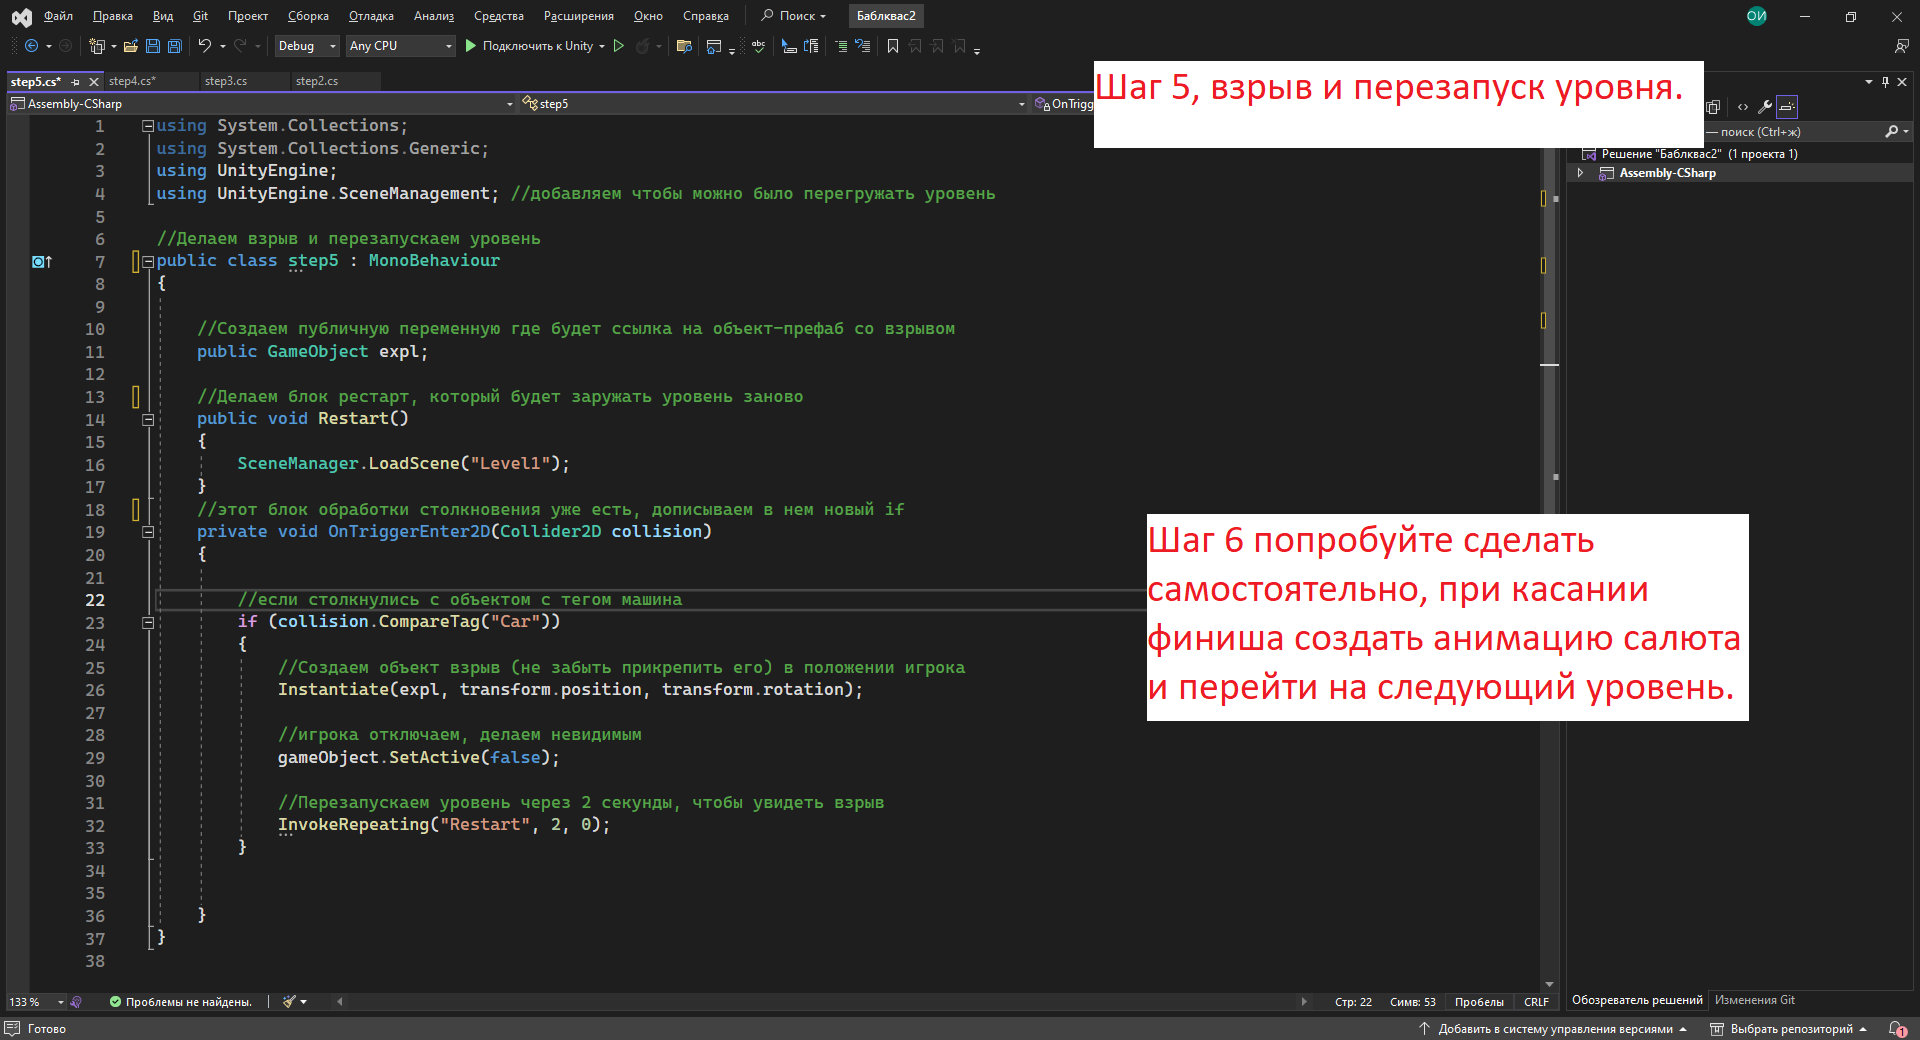 Файл Правка Вид Git Проект Сборка Отладка Анализ Средства Расширения Окно Справка Поиск Баблквас2 ОИ
Debug Any CPU Подключить к Unity
step5.cs* step4.cs* step3.cs step2.cs
Assembly-CSharp step5 OnTrigg
Шаг 5, взрыв и перезапуск уровня.
— поиск (Ctrl+ж)
Решение "Баблквас2" (1 проекта 1)
Assembly-CSharp
1 using System.Collections;
2 using System.Collections.Generic;
3 using UnityEngine;
4 using UnityEngine.SceneManagement; //добавляем чтобы можно было перегружать уровень
5
6 //Делаем взрыв и перезапускаем уровень
7 public class step5 : MonoBehaviour
8 {
9
10 //Создаем публичную переменную где будет ссылка на объект-префаб со взрывом
11 public GameObject expl;
12
13 //Делаем блок рестарт, который будет заружать уровень заново
14 public void Restart()
15 {
16 SceneManager.LoadScene("Level1");
17 }
18 //этот блок обработки столкновения уже есть, дописываем в нем новый if
19 private void OnTriggerEnter2D(Collider2D collision)
20 {
21
22 //если столкнулись с объектом с тегом машина
23 if (collision.CompareTag("Car"))
24 {
25 //Создаем объект взрыв (не забыть прикрепить его) в положении игрока
26 Instantiate(expl, transform.position, transform.rotation);
27
28 //игрока отключаем, делаем невидимым
29 gameObject.SetActive(false);
30
31 //Перезапускаем уровень через 2 секунды, чтобы увидеть взрыв
32 InvokeRepeating("Restart", 2, 0);
33 }
34
35
36 }
37 }
38
Шаг 6 попробуйте сделать
самостоятельно, при касании
финиша создать анимацию салюта
и перейти на следующий уровень.
133 % Проблемы не найдены. Стр: 22 Симв: 53 Пробелы CRLF
Обозреватель решений Изменения Git
Готово Добавить в систему управления версиями Выбрать репозиторий 1